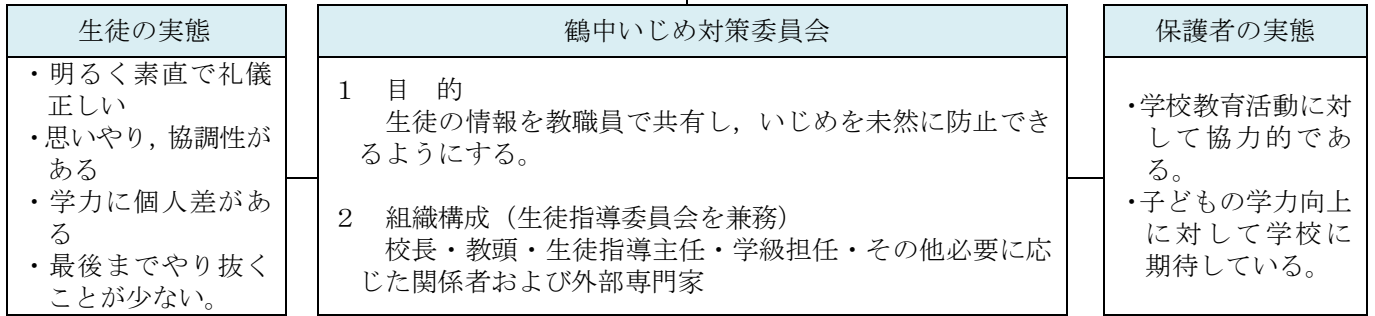 生徒の実態
・明るく素直で礼儀
正しい
・思いやり，協調性が
ある
・学力に個人差があ
る
・最後までやり抜く
ことが少ない。
鶴中いじめ対策委員会
１　目　的
生徒の情報を教職員で共有し，いじめを未然に防止でき
るようにする。
２　組織構成（生徒指導委員会を兼務）
校長・教頭・生徒指導主任・学級担任・その他必要に応
じた関係者および外部専門家
保護者の実態
・学校教育活動に対
して協力的であ
る。
・子どもの学力向上
に対して学校に
期待している。